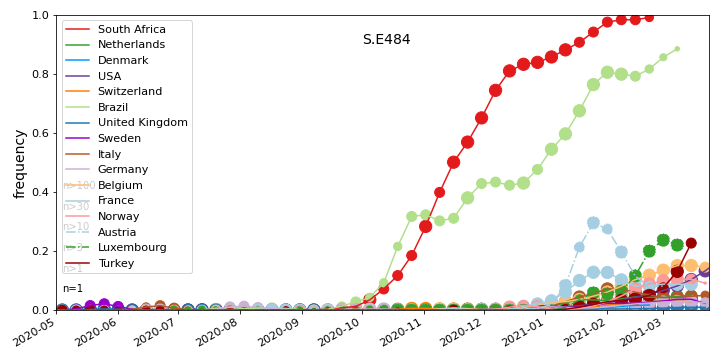 S.E484
frequency
1.0
0.8
0.6
0.4
0.2
0.0
South Africa
Netherlands
Denmark
USA
Switzerland
Brazil
United Kingdom
Sweden
Italy
Germany
Belgium
France
Norway
Austria
Luxembourg
Turkey
n>100
n>30
n>10
n>3
n>1
n=1
2020-05
2020-06
2020-07
2020-08
2020-09
2020-10
2020-11
2020-12
2021-01
2021-02
2021-03